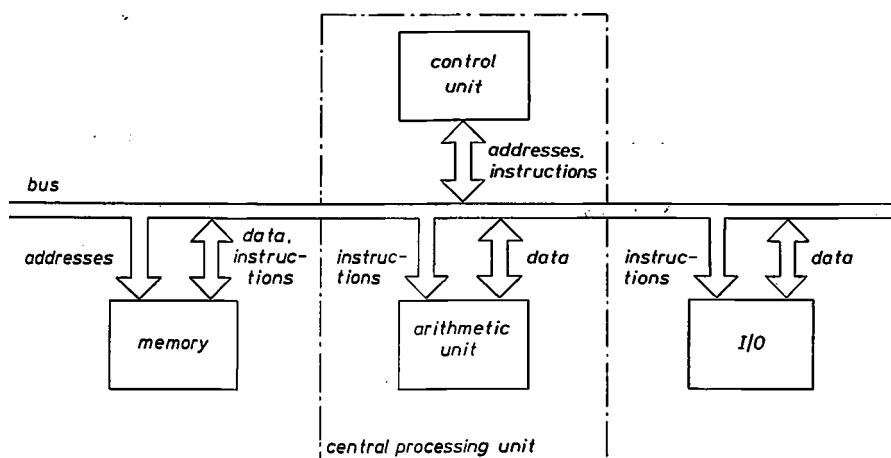 control
unit
addresses,
instructions
bus
addresses
data,
instruc-
tions
instruc-
tions
data
instruc-
tions
data
memory
arithmetic
unit
I/O
central processing unit